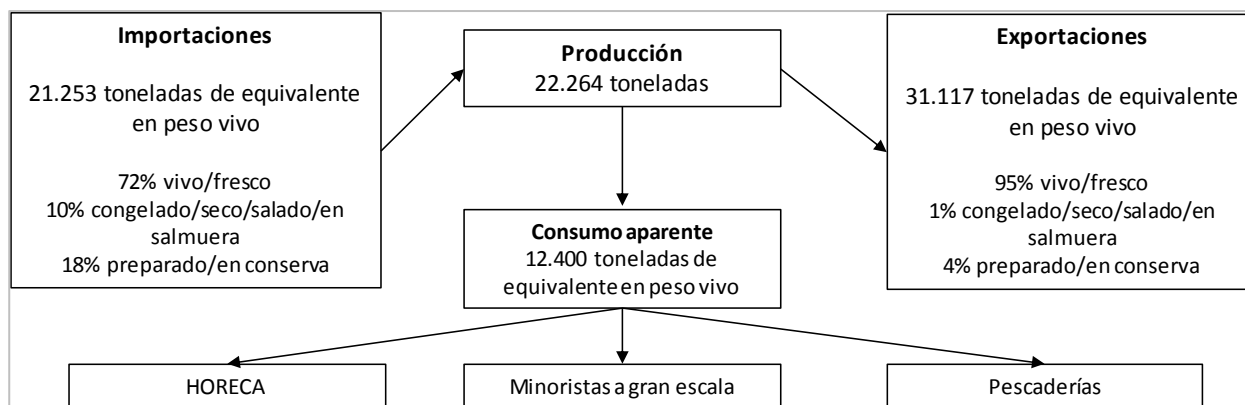 Importaciones
21.253 toneladas de equivalente
en peso vivo
72% vivo/fresco
10% congelado/seco/salado/en
salmuera
18% preparado/en conserva
Producción
22.264 toneladas
Exportaciones
31.117 toneladas de equivalente
en peso vivo
95% vivo/fresco
1% congelado/seco/salado/en
salmuera
4% preparado/en conserva
Consumo aparente
12.400 toneladas de
equivalente en peso vivo
HORECA
Minoristas a gran escala
Pescaderías